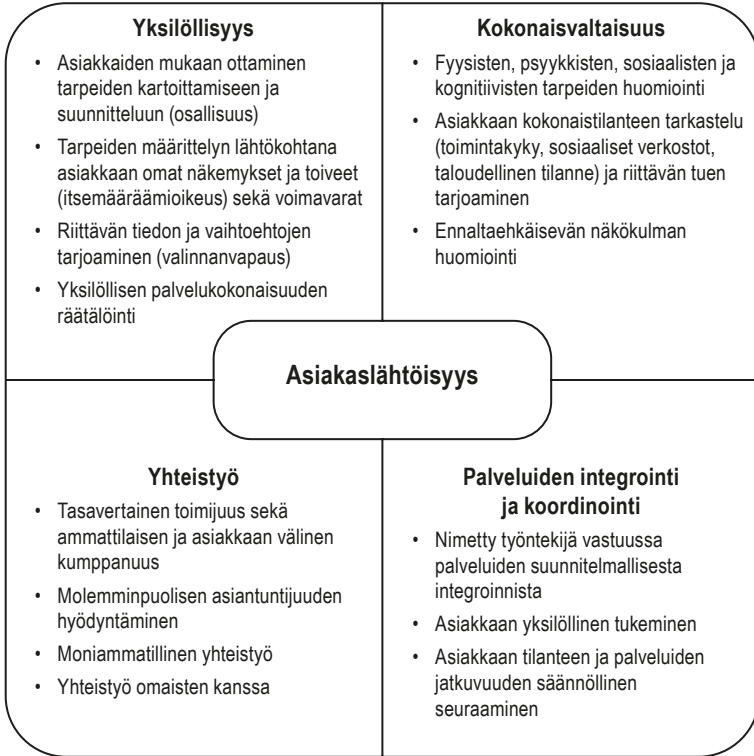 Yksilöllisyys
• Asiakkaiden mukaan ottaminen
tarpeiden kartoittamiseen ja
suunnitteluun (osallisuus)
• Tarpeiden määrittelyn lähtökohtana
asiakkaan omat näkemykset ja toiveet
(itsemääräämioikeus) sekä voimavarat
• Riittävän tiedon ja vaihtoehtojen
tarjoaminen (valinnanvapaus)
• Yksilöllisen palvelukokonaisuuden
räätälöinti
Kokonaisvaltaisuus
• Fyysisten, psyykkisten, sosiaalisten ja
kognitiivisten tarpeiden huomiointi
• Asiakkaan kokonaistilanteen tarkastelu
(toimintakyky, sosiaaliset verkostot,
taloudellinen tilanne) ja riittävän tuen
tarjoaminen
• Ennaltaehkäisevän näkökulman
huomiointi
Asiakaslähtöisyys
Yhteistyö
• Tasavertainen toimijuus sekä
ammattilaisen ja asiakkaan välinen
kumppanuus
• Molemminpuolisen asiantuntijuuden
hyödyntäminen
• Moniammatillinen yhteistyö
• Yhteistyö omaisten kanssa
Palveluiden integrointi
ja koordinointi
• Nimetty työntekijä vastuussa
palveluiden suunnitelmallisesta
integroinnista
• Asiakkaan yksilöllinen tukeminen
• Asiakkaan tilanteen ja palveluiden
jatkuvuuden säännöllinen
seuraaminen